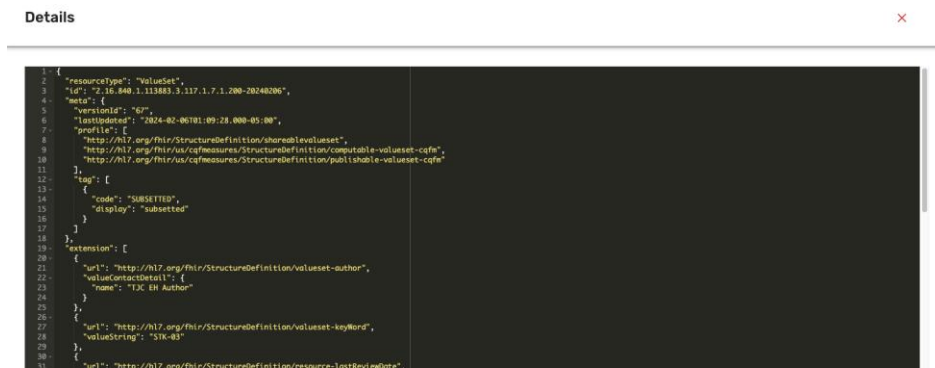 Details ×
1 {
2 "resourceType": "ValueSet",
3 "id": "2.16.840.1.113883.3.117.1.7.1.200-20240206",
4 "meta": {
5 "versionId": "67",
6 "lastUpdated": "2024-02-06T01:09:28.000-05:00",
7 "profile": [
8 "http://hl7.org/fhir/StructureDefinition/shareablevalueset",
9 "http://hl7.org/fhir/us/cqfmeasures/StructureDefinition/computable-valueset-cqfm",
10 "http://hl7.org/fhir/us/cqfmeasures/StructureDefinition/publishable-valueset-cqfm"
11 ],
12 "tag": [
13 {
14 "code": "SUBSETTED",
15 "display": "subsetted"
16 }
17 ]
18 },
19 "extension": [
20 {
21 "url": "http://hl7.org/fhir/StructureDefinition/valueset-author",
22 "valueContactDetail": {
23 "name": "TJC EH Author"
24 }
25 },
26 {
27 "url": "http://hl7.org/fhir/StructureDefinition/valueset-keyWord",
28 "valueString": "STK-03"
29 },
30 {
31 "url": "http://hl7.org/fhir/StructureDefinition/resource-lastReviewDate",